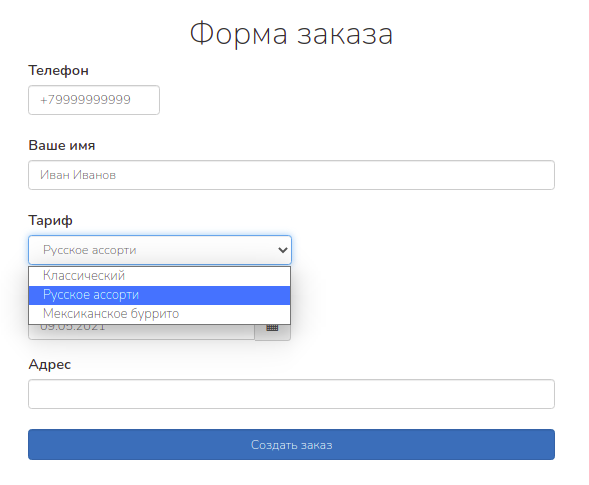 Форма заказа
Телефон
+79999999999
Ваше имя
Иван Иванов
Тариф
Русское ассорти
Классический
Русское ассорти
Мексиканское буррито
09.05.2021
Адрес
Создать заказ